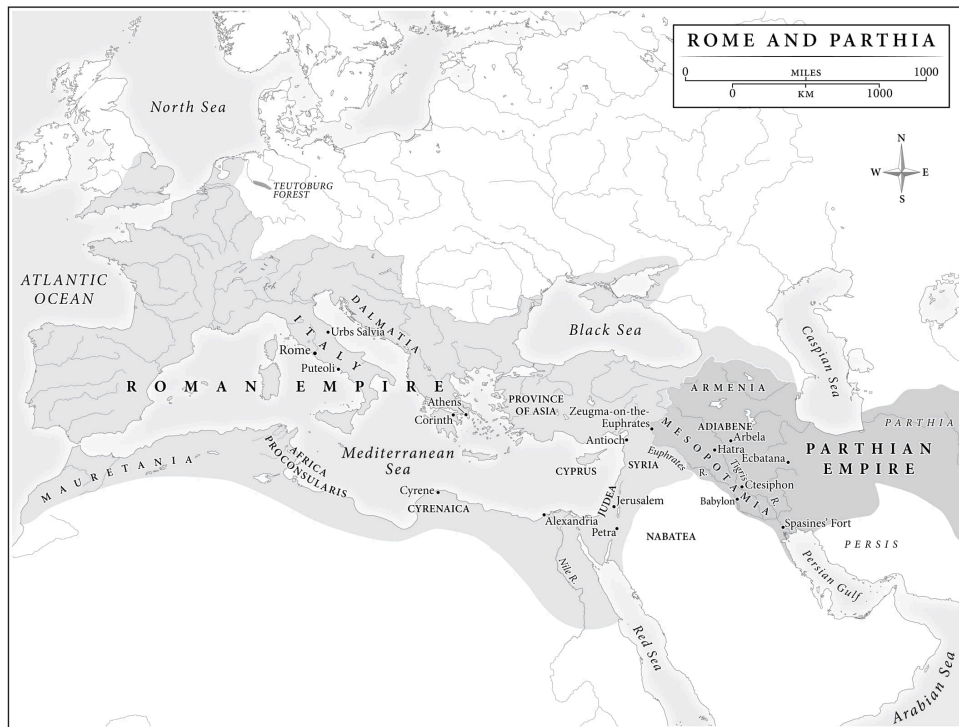 ROME AND PARTHIA
0 MILES 1000
0 KM 1000
N
W E
S
North Sea
TEUTOBURG
FOREST
ATLANTIC
OCEAN
DALMATIA
ITALY
Urbs Salvia
Rome
Puteoli
ROMAN EMPIRE
Black Sea
Caspian Sea
ARMENIA
PARTHIA
PARTHIAN
EMPIRE
PROVINCE
OF ASIA
Zeugma-on-the-
Euphrates
ADIABENE
Arbela
Hatra
Ecbatana
MESOPOTAMIA
Athens
Corinth
Antioch
Euphrates R.
Tigris R.
Ctesiphon
Babylon
Mediterranean
Sea
CYPRUS
SYRIA
MAURETANIA
AFRICA
PROCONSULARIS
Cyrene
CYRENAICA
JUDEA
Jerusalem
Alexandria
Petra
NABATEA
Spasines' Fort
PERSIS
Nile R.
Persian Gulf
Red Sea
Arabian Sea